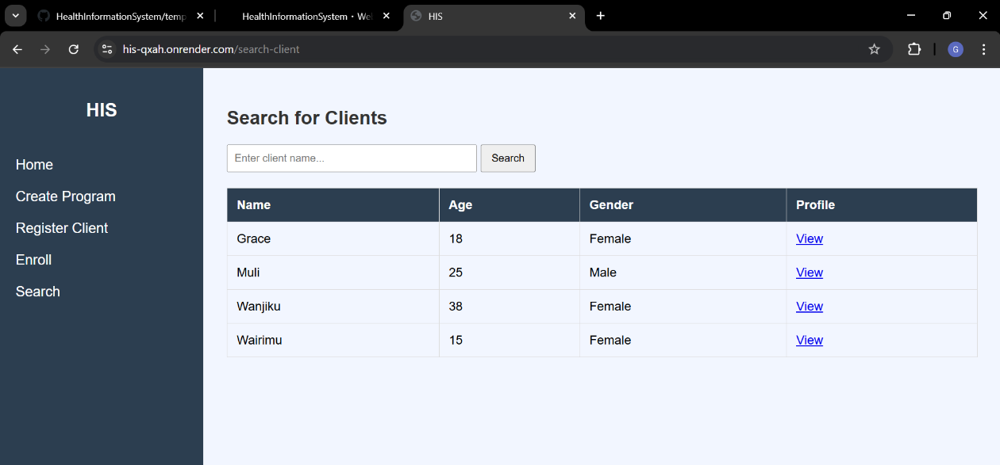 HealthInformationSystem/temp
HealthInformationSystem · We
HIS
his-qxah.onrender.com/search-client
G
HIS
Home
Create Program
Register Client
Enroll
Search
Search for Clients
Enter client name...
Search
Name Age Gender Profile
Grace 18 Female View
Muli 25 Male View
Wanjiku 38 Female View
Wairimu 15 Female View